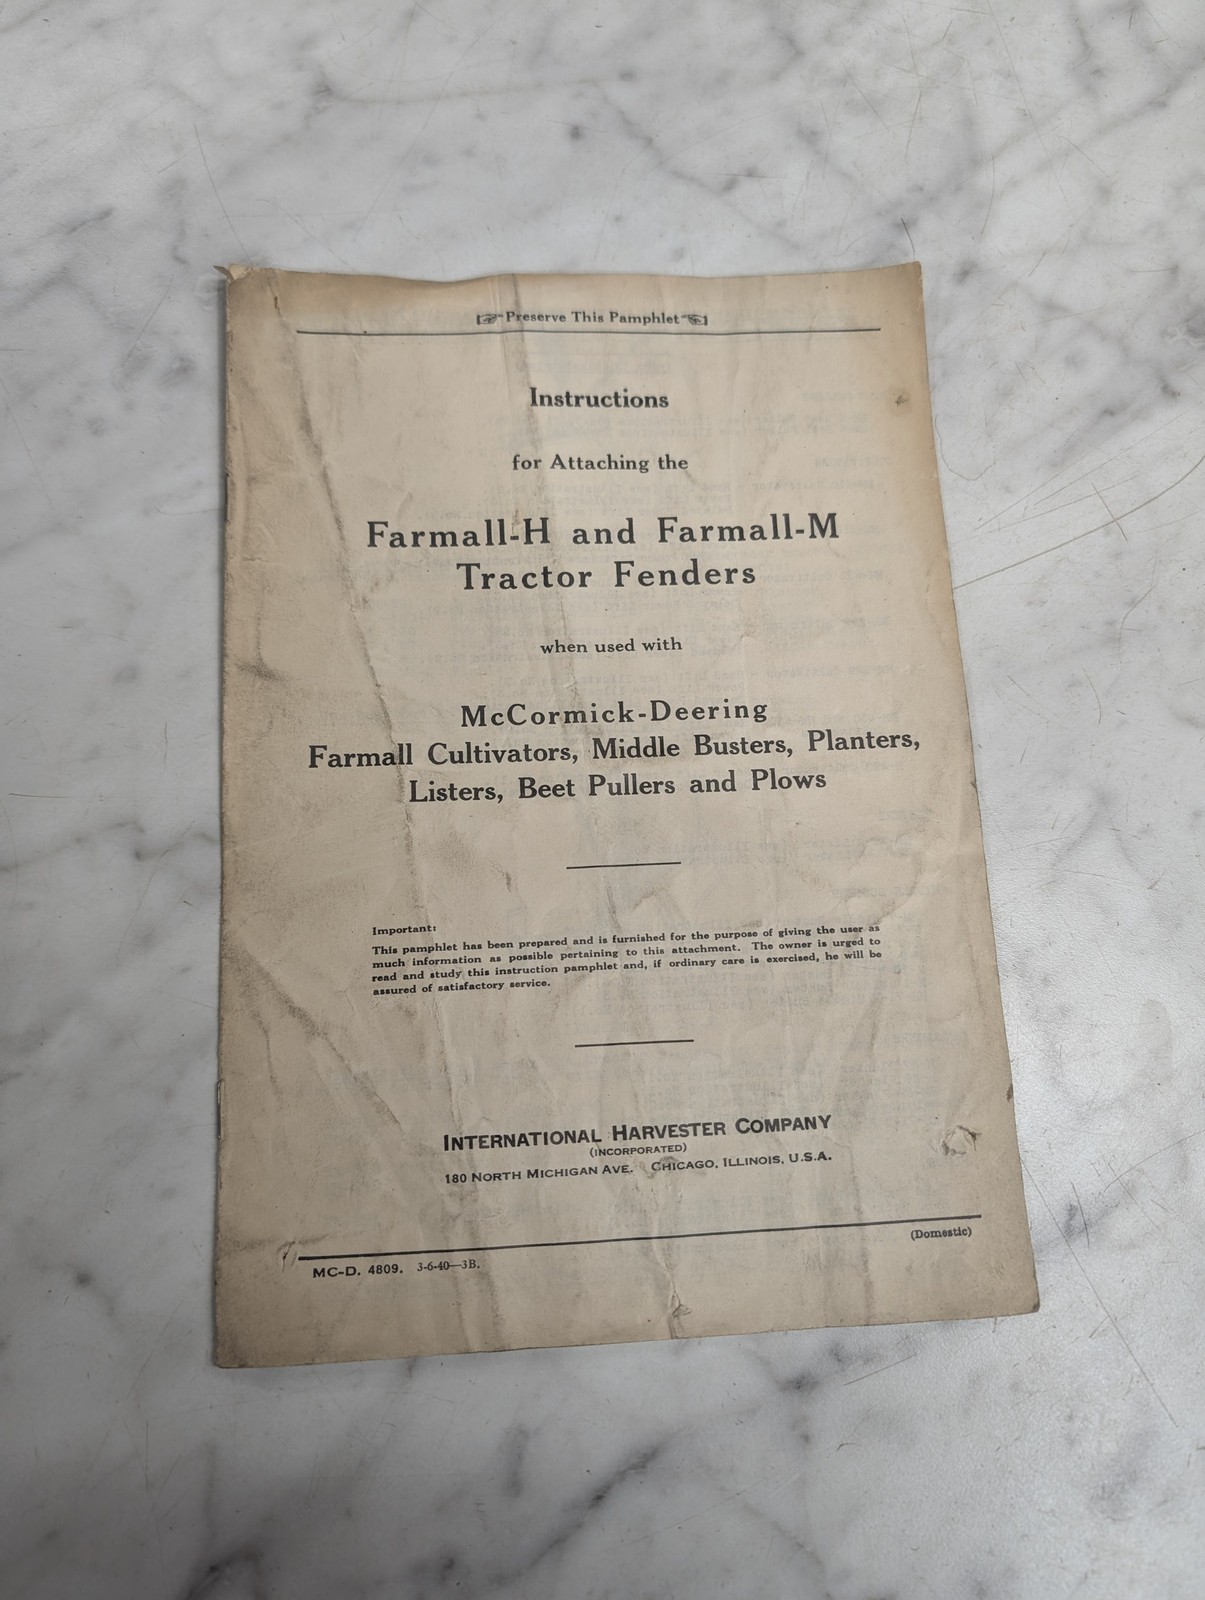 Preserve This Pamphlet
Instructions
for Attaching the
Farmall-H and Farmall-M
Tractor Fenders
when used with
McCormick-Deering
Farmall Cultivators, Middle Busters, Planters,
Listers, Beet Pullers and Plows
Important:
This pamphlet has been prepared and is furnished for the purpose of giving the user as
much information as possible pertaining to this attachment. The owner is urged to
read and study this instruction pamphlet and, if ordinary care is exercised, he will be
assured of satisfactory service.
INTERNATIONAL HARVESTER COMPANY
(INCORPORATED)
180 NORTH MICHIGAN AVE. CHICAGO, ILLINOIS, U.S.A.
(Domestic)
MC-D. 4809. 3-6-40—3B.